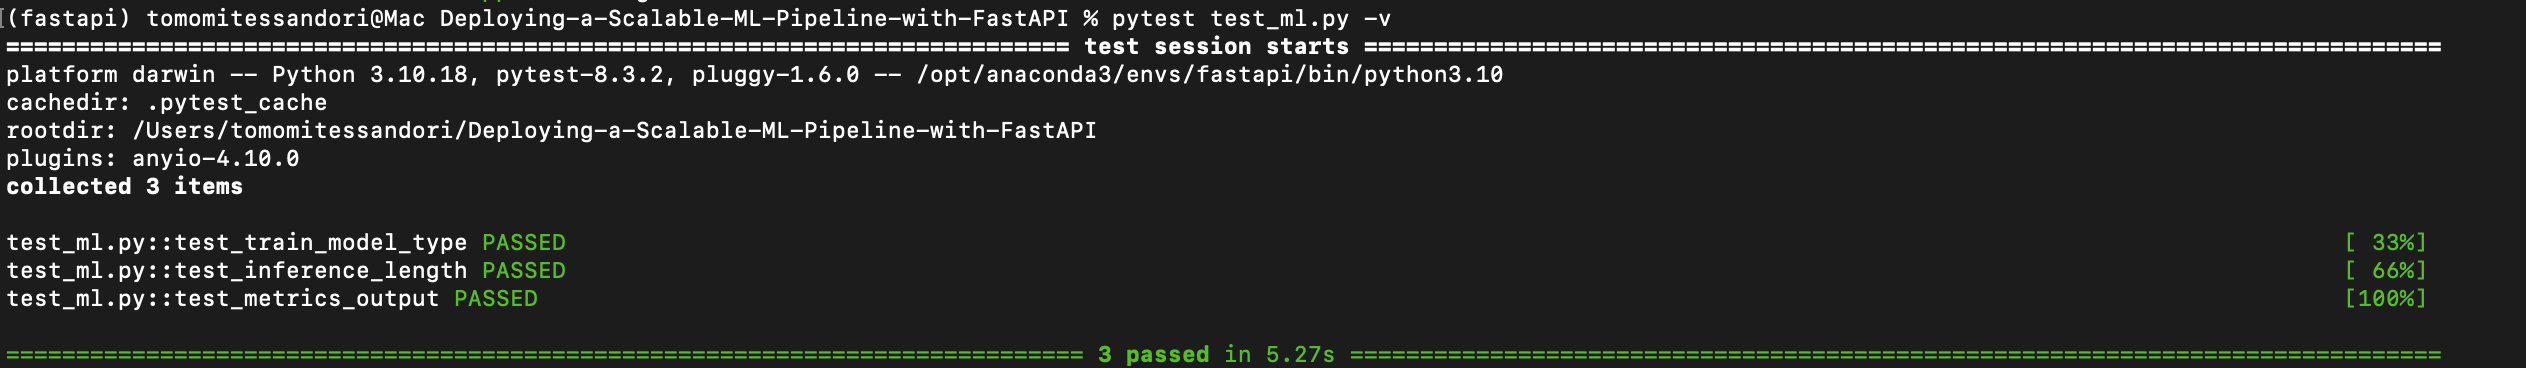 (fastapi) tomomitessandori@Mac Deploying-a-Scalable-ML-Pipeline-with-FastAPI % pytest test_ml.py -v
============================================================================ test session starts =============================================================================
platform darwin -- Python 3.10.18, pytest-8.3.2, pluggy-1.6.0 -- /opt/anaconda3/envs/fastapi/bin/python3.10
cachedir: .pytest_cache
rootdir: /Users/tomomitessandori/Deploying-a-Scalable-ML-Pipeline-with-FastAPI
plugins: anyio-4.10.0
collected 3 items
test_ml.py::test_train_model_type PASSED [ 33%]
test_ml.py::test_inference_length PASSED [ 66%]
test_ml.py::test_metrics_output PASSED [100%]
============================================================================= 3 passed in 5.27s ==============================================================================